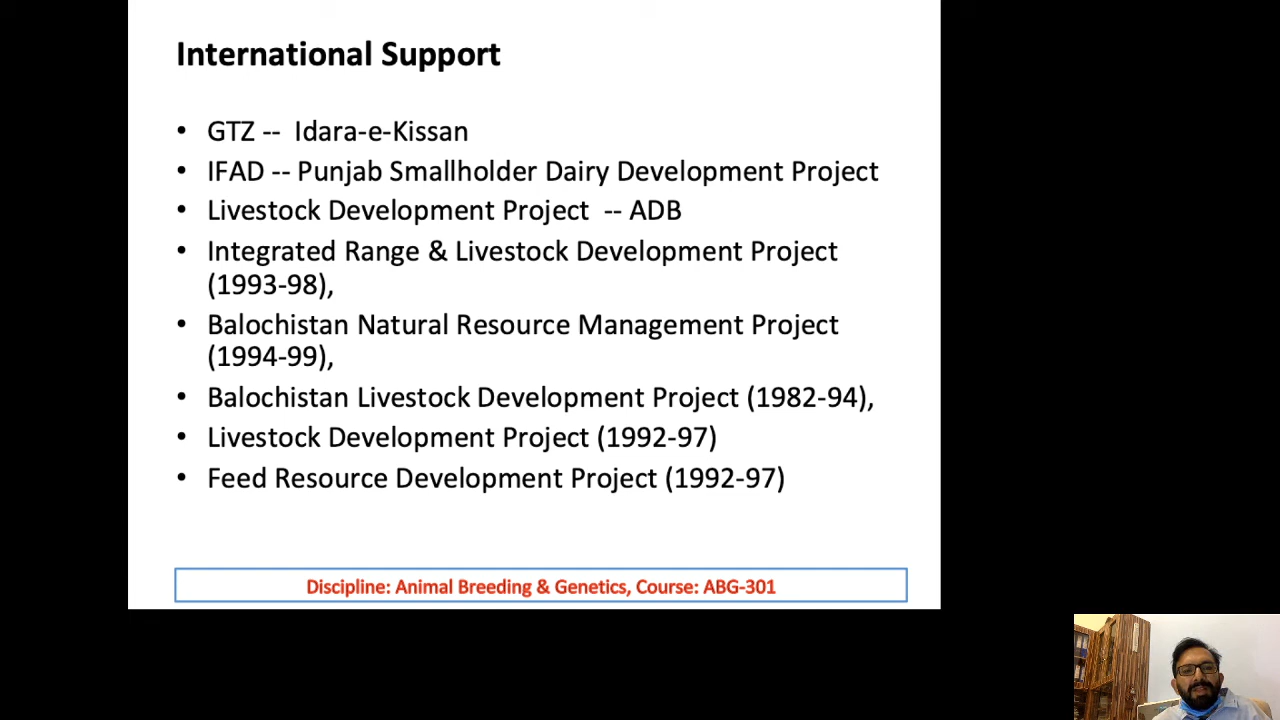 International Support
• GTZ -- Idara-e-Kissan
• IFAD -- Punjab Smallholder Dairy Development Project
• Livestock Development Project -- ADB
• Integrated Range & Livestock Development Project
(1993-98),
• Balochistan Natural Resource Management Project
(1994-99),
• Balochistan Livestock Development Project (1982-94),
• Livestock Development Project (1992-97)
• Feed Resource Development Project (1992-97)
Discipline: Animal Breeding & Genetics, Course: ABG-301